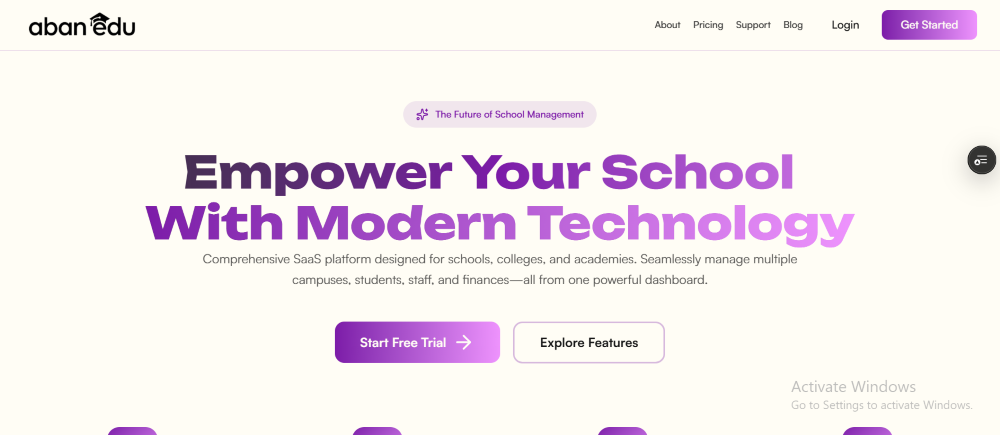 aban edu
About Pricing Support Blog Login Get Started
The Future of School Management
Empower Your School
With Modern Technology
Comprehensive SaaS platform designed for schools, colleges, and academies. Seamlessly manage multiple
campuses, students, staff, and finances—all from one powerful dashboard.
Start Free Trial Explore Features
Activate Windows
Go to Settings to activate Windows.